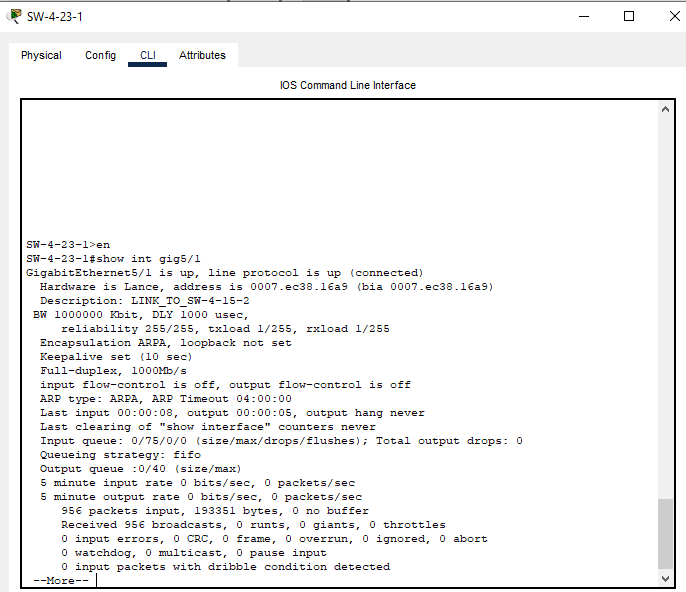 SW-4-23-1
Physical Config CLI Attributes
IOS Command Line Interface
SW-4-23-1>en
SW-4-23-1#show int gig5/1
GigabitEthernet5/1 is up, line protocol is up (connected)
Hardware is Lance, address is 0007.ec38.16a9 (bia 0007.ec38.16a9)
Description: LINK_TO_SW-4-15-2
BW 1000000 Kbit, DLY 1000 usec,
reliability 255/255, txload 1/255, rxload 1/255
Encapsulation ARPA, loopback not set
Keepalive set (10 sec)
Full-duplex, 1000Mb/s
input flow-control is off, output flow-control is off
ARP type: ARPA, ARP Timeout 04:00:00
Last input 00:00:08, output 00:00:05, output hang never
Last clearing of "show interface" counters never
Input queue: 0/75/0/0 (size/max/drops/flushes); Total output drops: 0
Queueing strategy: fifo
Output queue :0/40 (size/max)
5 minute input rate 0 bits/sec, 0 packets/sec
5 minute output rate 0 bits/sec, 0 packets/sec
956 packets input, 193351 bytes, 0 no buffer
Received 956 broadcasts, 0 runts, 0 giants, 0 throttles
0 input errors, 0 CRC, 0 frame, 0 overrun, 0 ignored, 0 abort
0 watchdog, 0 multicast, 0 pause input
0 input packets with dribble condition detected
--More--